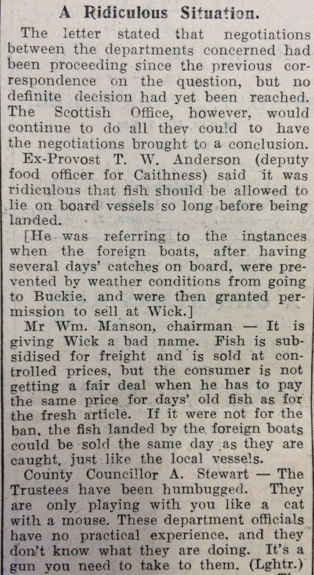 A Ridiculous Situation.
The letter stated that negotiations
between the departments concerned had
been proceeding since the previous cor-
respondence on the question, but no
definite decision had yet been reached.
The Scottish Office, however, would
continue to do all they could to have
the negotiations brought to a conclusion.
Ex-Provost T. W. Anderson (deputy
food officer for Caithness) said it was
ridiculous that fish should be allowed to
lie on board vessels so long before being
landed.
[He was referring to the instances
when the foreign boats, after having
several days' catches on board, were pre-
vented by weather conditions from going
to Buckie, and were then granted per-
mission to sell at Wick.]
Mr Wm. Manson, chairman — It is
giving Wick a bad name. Fish is sub-
sidised for freight and is sold at con-
trolled prices, but the consumer is not
getting a fair deal when he has to pay
the same price for days' old fish as for
the fresh article. If it were not for the
ban, the fish landed by the foreign boats
could be sold the same day as they are
caught, just like the local vessels.
County Councillor A. Stewart — The
Trustees have been humbugged. They
are only playing with you like a cat
with a mouse. These department officials
have no practical experience, and they
don't know what they are doing. It's a
gun you need to take to them. (Lghtr.)